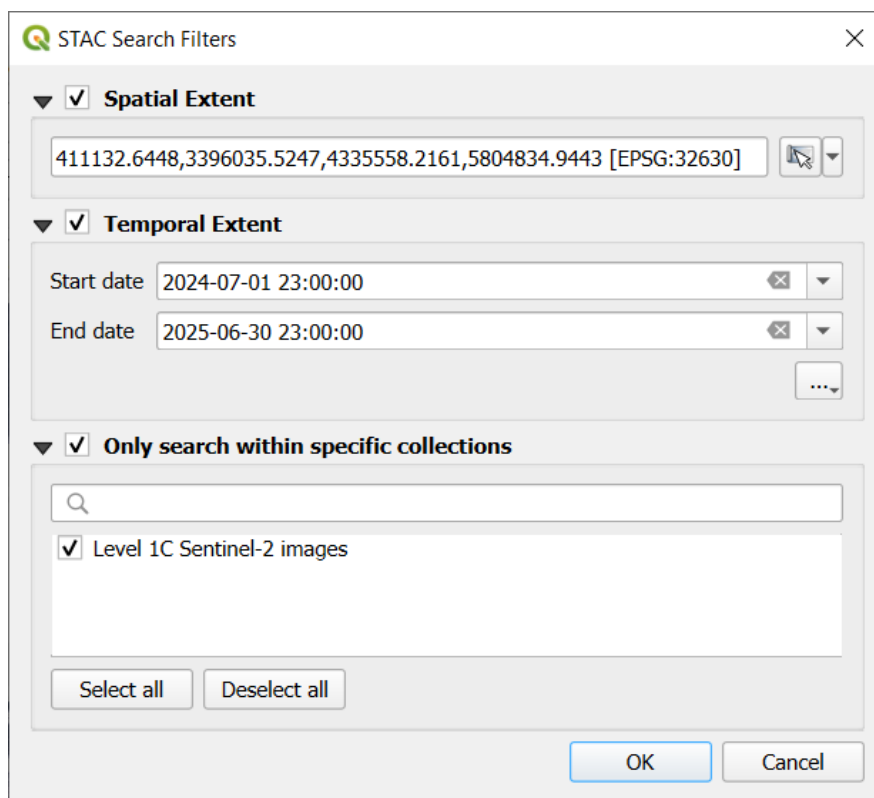 STAC Search Filters
Spatial Extent
411132.6448,3396035.5247,4335558.2161,5804834.9443 [EPSG:32630]
Temporal Extent
Start date 2024-07-01 23:00:00
End date 2025-06-30 23:00:00
...
Only search within specific collections
Level 1C Sentinel-2 images
Select all Deselect all
OK Cancel